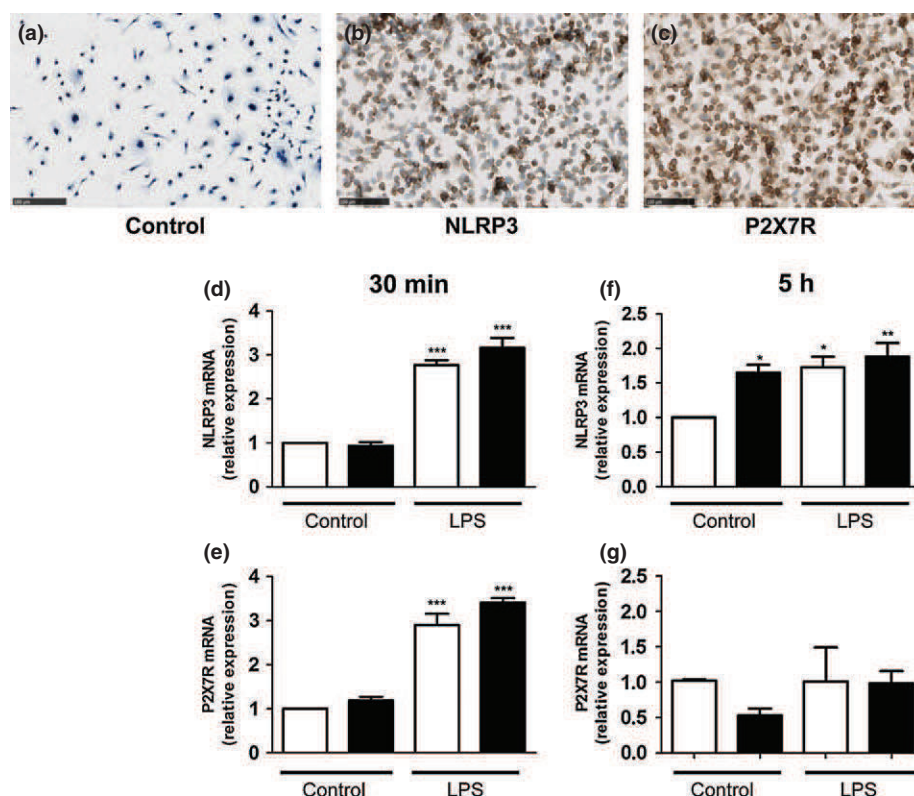 (a)
(b)
(c)
Control
NLRP3
P2X7R
30 min
5 h
(d)
NLRP3 mRNA
(relative expression)
4
3
2
1
0
***
***
Control
LPS
(f)
NLRP3 mRNA
(relative expression)
2.5
2.0
1.5
1.0
0.5
0.0
*
*
**
Control
LPS
(e)
P2X7R mRNA
(relative expression)
4
3
2
1
0
***
***
Control
LPS
(g)
P2X7R mRNA
(relative expression)
2.5
2.0
1.5
1.0
0.5
0.0
Control
LPS